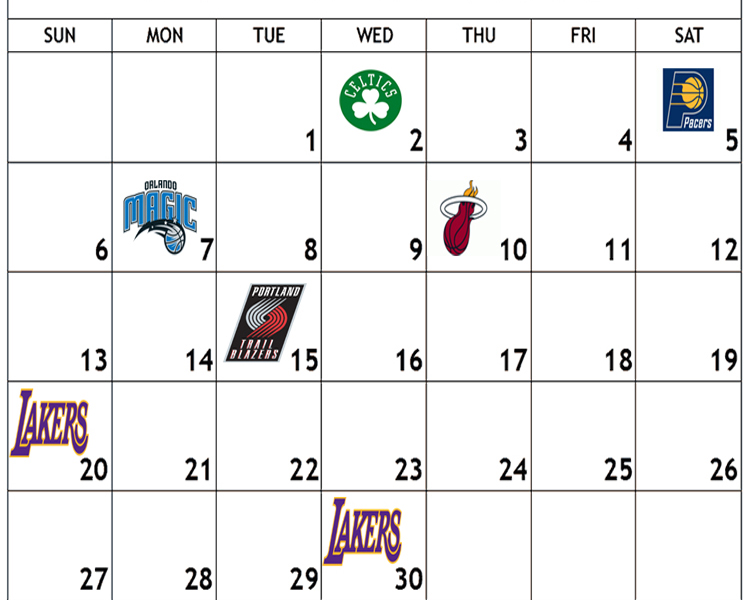 SUN MON TUE WED THU FRI SAT
CELTICS
Pacers
1 2 3 4 5
ORLANDO
MAGIC
6 7 8 9 10 11 12
PORTLAND
TRAIL
BLAZERS
13 14 15 16 17 18 19
LAKERS
20 21 22 23 24 25 26
LAKERS
27 28 29 30